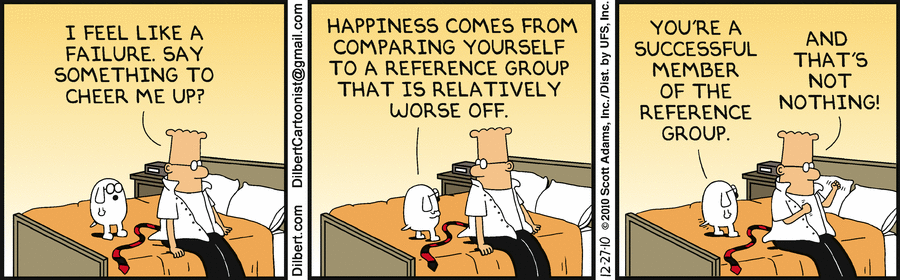 I FEEL LIKE A
FAILURE. SAY
SOMETHING TO
CHEER ME UP?
Dilbert.com DilbertCartoonist@gmail.com
HAPPINESS COMES FROM
COMPARING YOURSELF
TO A REFERENCE GROUP
THAT IS RELATIVELY
WORSE OFF.
12-27-10 © 2010 Scott Adams, Inc./Dist. by UFS, Inc.
YOU'RE A
SUCCESSFUL
MEMBER
OF THE
REFERENCE
GROUP.
AND
THAT'S
NOT
NOTHING!